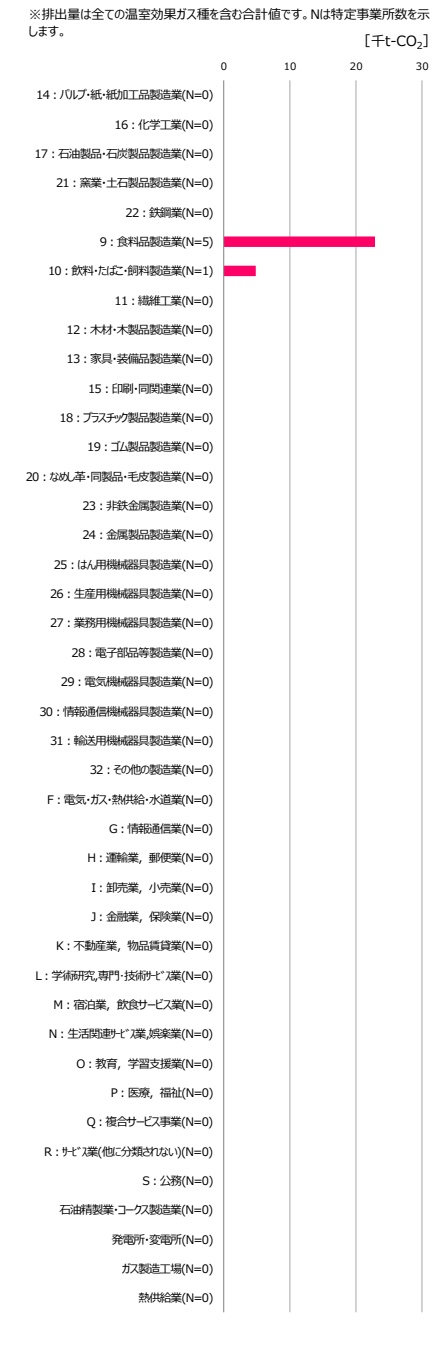 ※排出量は全ての温室効果ガス種を含む合計値です。Nは特定事業所数を示
します。
[千t-CO₂]
0 10 20 30
14：パルプ・紙・紙加工品製造業(N=0)
16：化学工業(N=0)
17：石油製品・石炭製品製造業(N=0)
21：窯業・土石製品製造業(N=0)
22：鉄鋼業(N=0)
9：食料品製造業(N=5)
10：飲料・たばこ・飼料製造業(N=1)
11：繊維工業(N=0)
12：木材・木製品製造業(N=0)
13：家具・装備品製造業(N=0)
15：印刷・同関連業(N=0)
18：プラスチック製品製造業(N=0)
19：ゴム製品製造業(N=0)
20：なめし革・同製品・毛皮製造業(N=0)
23：非鉄金属製造業(N=0)
24：金属製品製造業(N=0)
25：はん用機械器具製造業(N=0)
26：生産用機械器具製造業(N=0)
27：業務用機械器具製造業(N=0)
28：電子部品等製造業(N=0)
29：電気機械器具製造業(N=0)
30：情報通信機械器具製造業(N=0)
31：輸送用機械器具製造業(N=0)
32：その他の製造業(N=0)
F：電気・ガス・熱供給・水道業(N=0)
G：情報通信業(N=0)
H：運輸業，郵便業(N=0)
I：卸売業，小売業(N=0)
J：金融業，保険業(N=0)
K：不動産業，物品賃貸業(N=0)
L：学術研究,専門・技術ｻｰﾋﾞｽ業(N=0)
M：宿泊業，飲食サービス業(N=0)
N：生活関連ｻｰﾋﾞｽ業,娯楽業(N=0)
O：教育，学習支援業(N=0)
P：医療，福祉(N=0)
Q：複合サービス事業(N=0)
R：ｻｰﾋﾞｽ業(他に分類されない)(N=0)
S：公務(N=0)
石油精製業・コークス製造業(N=0)
発電所・変電所(N=0)
ガス製造工場(N=0)
熱供給業(N=0)